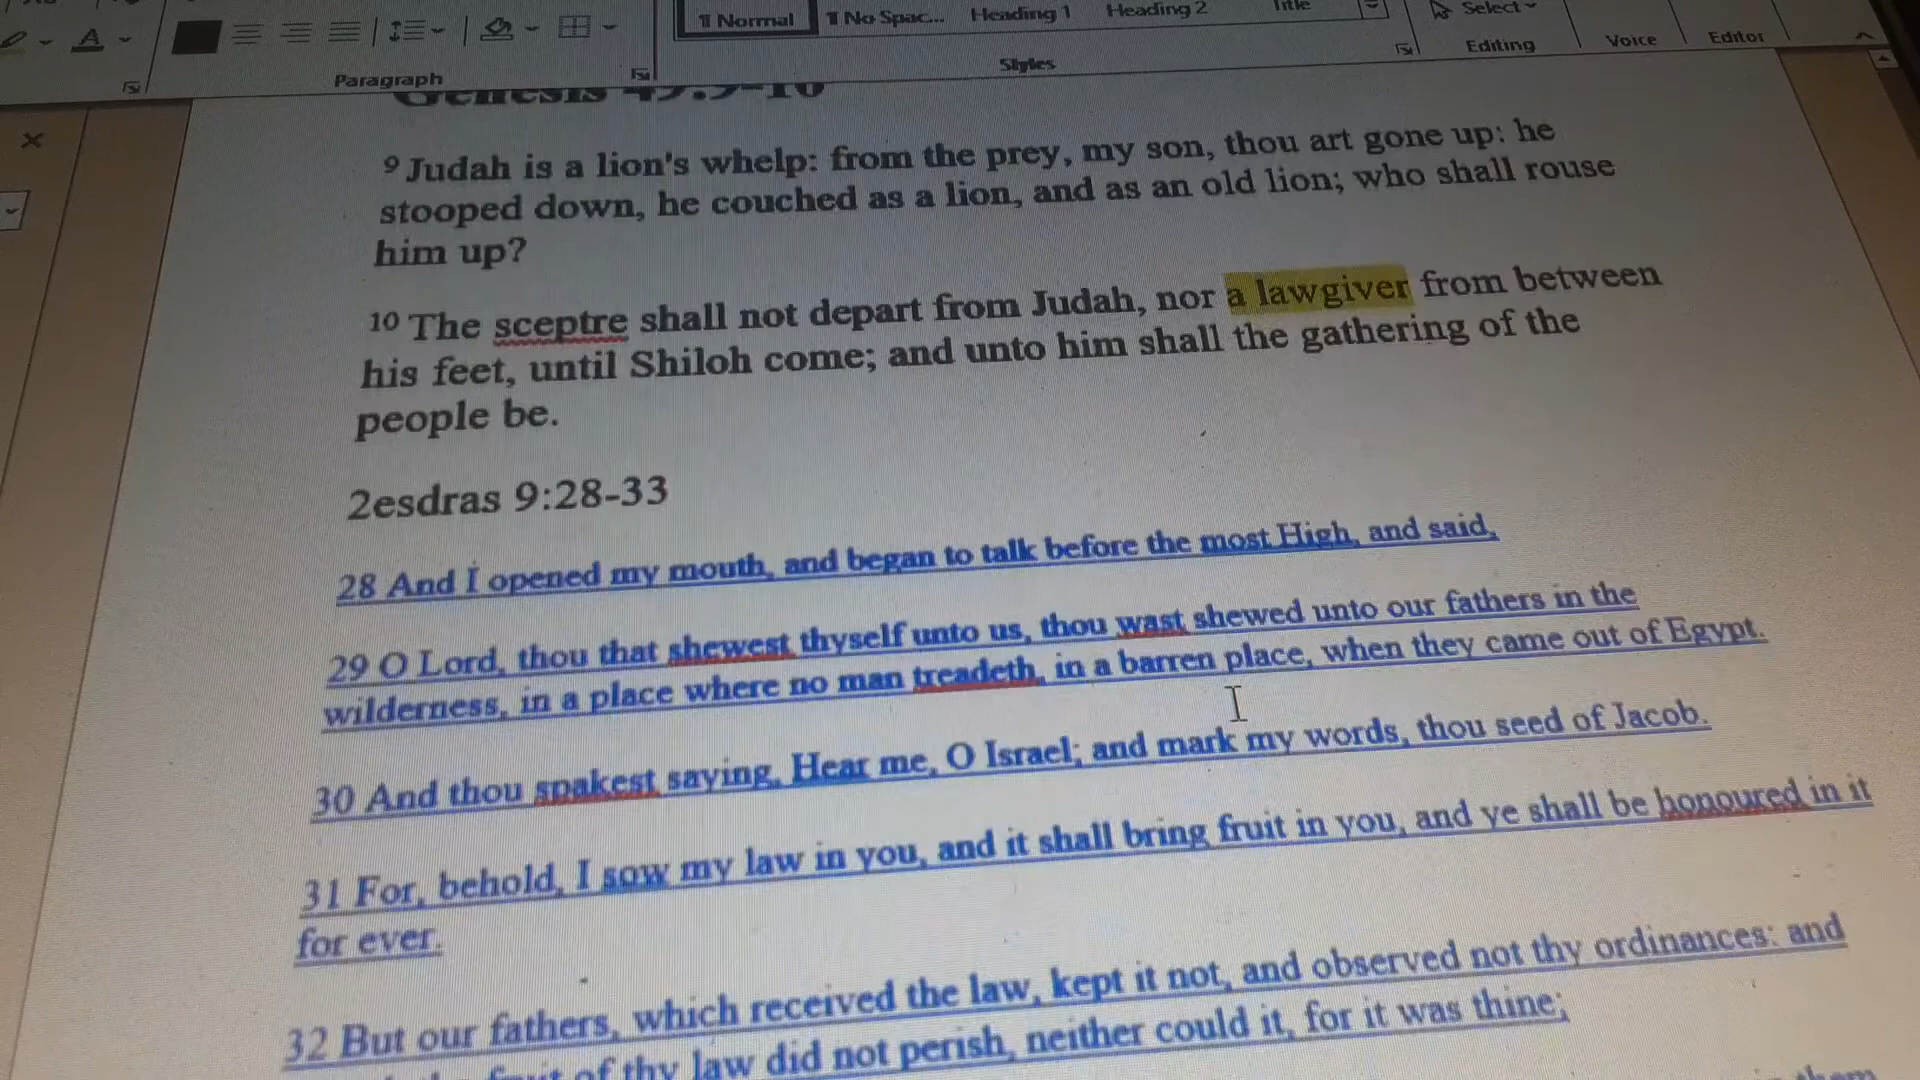 ¶ Normal ¶ No Spac... Heading 1 Heading 2 Title Select
Paragraph Styles Editing Voice Editor
Genesis 49:9-10
9 Judah is a lion's whelp: from the prey, my son, thou art gone up: he
stooped down, he couched as a lion, and as an old lion; who shall rouse
him up?
10 The sceptre shall not depart from Judah, nor a lawgiver from between
his feet, until Shiloh come; and unto him shall the gathering of the
people be.
2esdras 9:28-33
28 And I opened my mouth, and began to talk before the most High, and said,
29 O Lord, thou that shewest thyself unto us, thou wast shewed unto our fathers in the
wilderness, in a place where no man treadeth, in a barren place, when they came out of Egypt.
30 And thou spakest saying, Hear me, O Israel; and mark my words, thou seed of Jacob.
31 For, behold, I sow my law in you, and it shall bring fruit in you, and ye shall be honoured in it
for ever.
32 But our fathers, which received the law, kept it not, and observed not thy ordinances: and
fruit of thy law did not perish, neither could it, for it was thine;
them